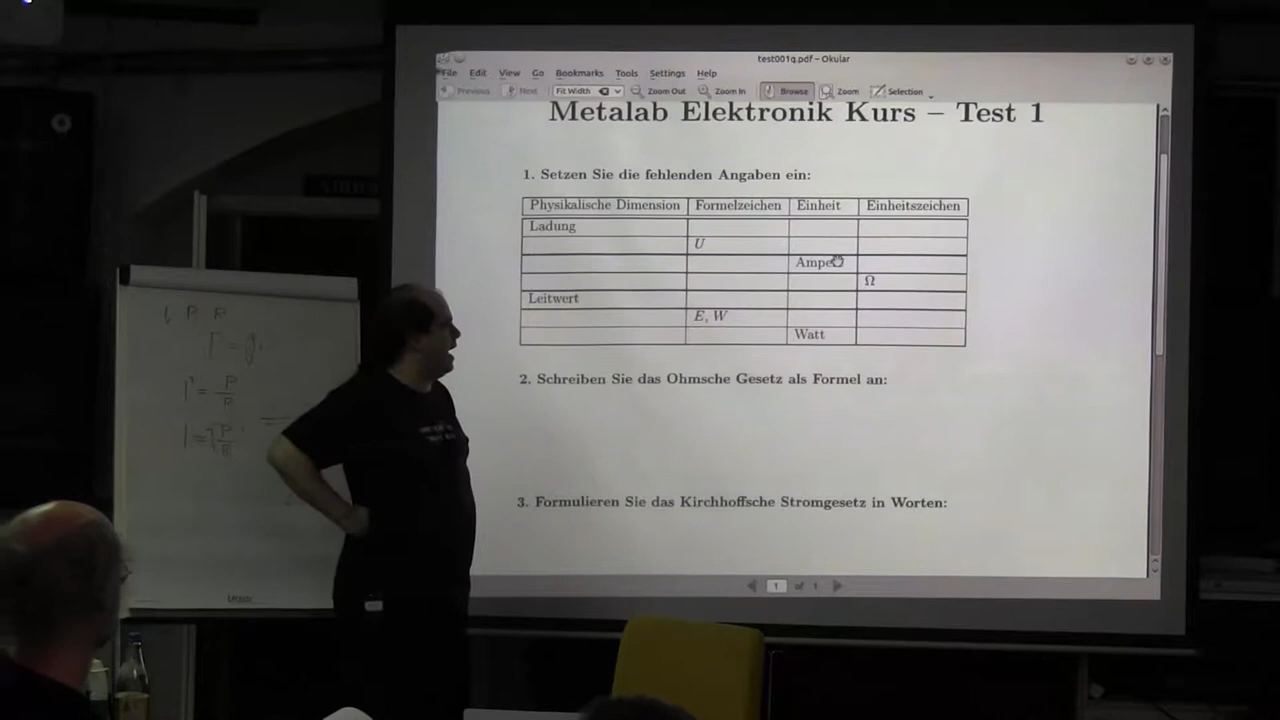 test001g.pdf – Okular
File Edit View Go Bookmarks Tools Settings Help
Previous Next Fit Width Zoom Out Zoom In Browse Zoom Selection
Metalab Elektronik Kurs – Test 1
1. Setzen Sie die fehlenden Angaben ein:
Physikalische Dimension Formelzeichen Einheit Einheitszeichen
Ladung
U
Ω
Leitwert
E, W
Watt
2. Schreiben Sie das Ohmsche Gesetz als Formel an:
3. Formulieren Sie das Kirchhoffsche Stromgesetz in Worten:
1 of 1